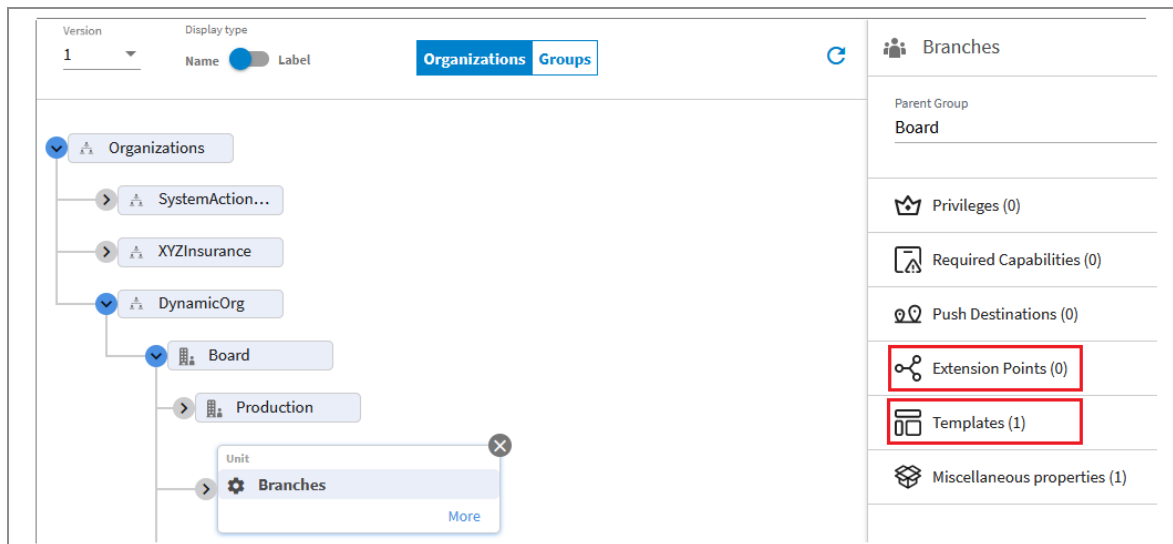 Version
1
Display type
Name Label
Organizations Groups
Organizations
SystemAction...
XYZInsurance
DynamicOrg
Board
Production
Unit
Branches
More
Branches
Parent Group
Board
Privileges (0)
Required Capabilities (0)
Push Destinations (0)
Extension Points (0)
Templates (1)
Miscellaneous properties (1)